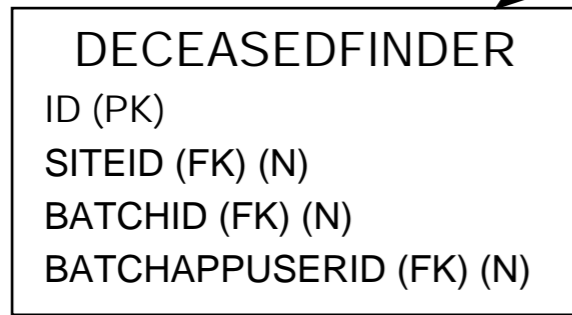 DECEASEDFINDER
ID (PK)
SITEID (FK) (N)
BATCHID (FK) (N)
BATCHAPPUSERID (FK) (N)